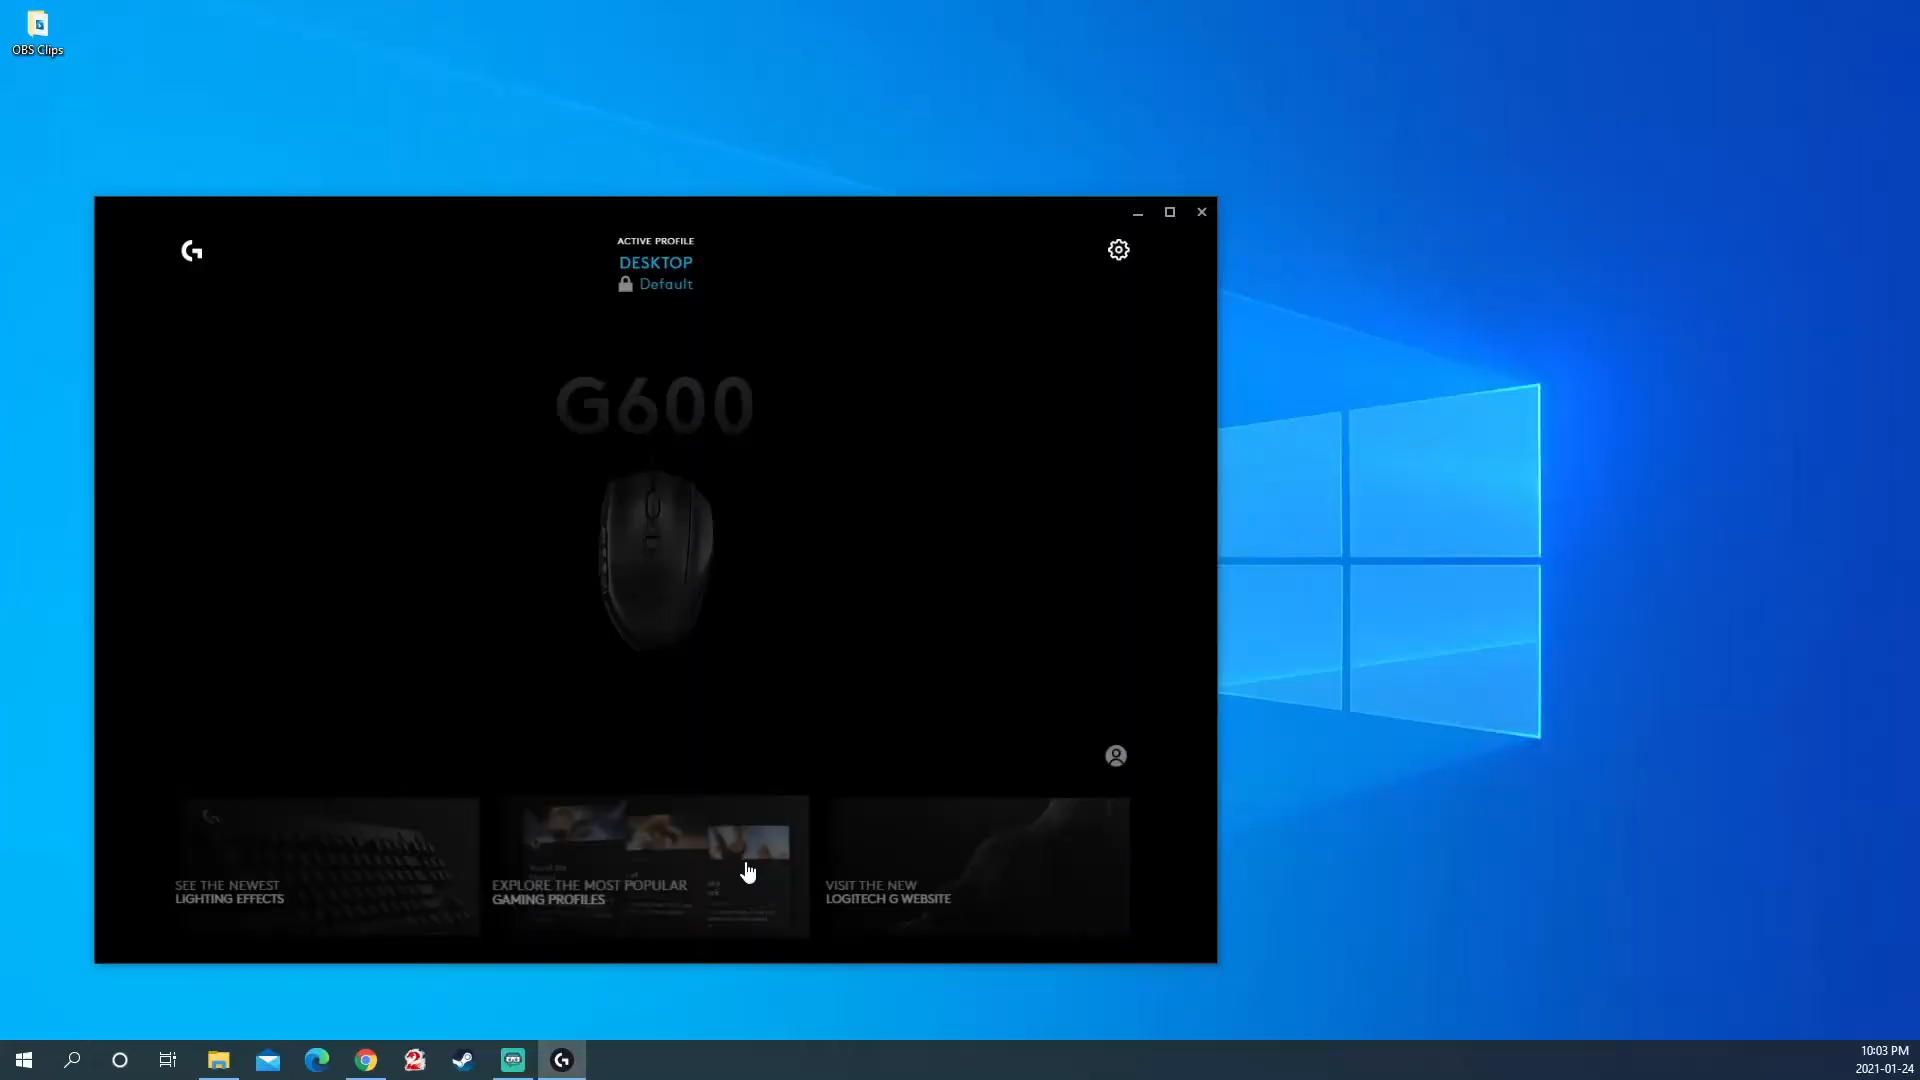 OBS Clips
ACTIVE PROFILE
DESKTOP
Default
G600
SEE THE NEWEST
LIGHTING EFFECTS
EXPLORE THE MOST POPULAR
GAMING PROFILES
VISIT THE NEW
LOGITECH G WEBSITE
10:03 PM
2021-01-24